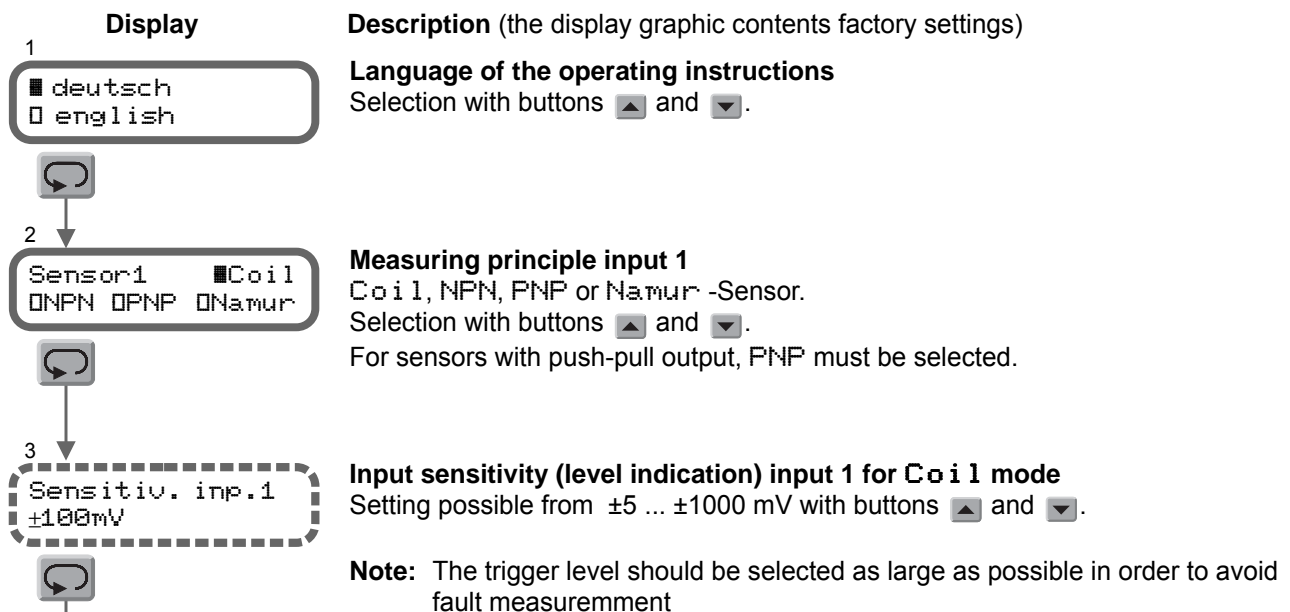 Display Description (the display graphic contents factory settings)
1
deutsch
english
Language of the operating instructions
Selection with buttons and .
2
Sensor1 Coil
NPN PNP Namur
Measuring principle input 1
Coil, NPN, PNP or Namur -Sensor.
Selection with buttons and .
For sensors with push-pull output, PNP must be selected.
3
Sensitiv. inp.1
±100mV
Input sensitivity (level indication) input 1 for Coil mode
Setting possible from ±5 ... ±1000 mV with buttons and .
Note: The trigger level should be selected as large as possible in order to avoid
fault measuremment